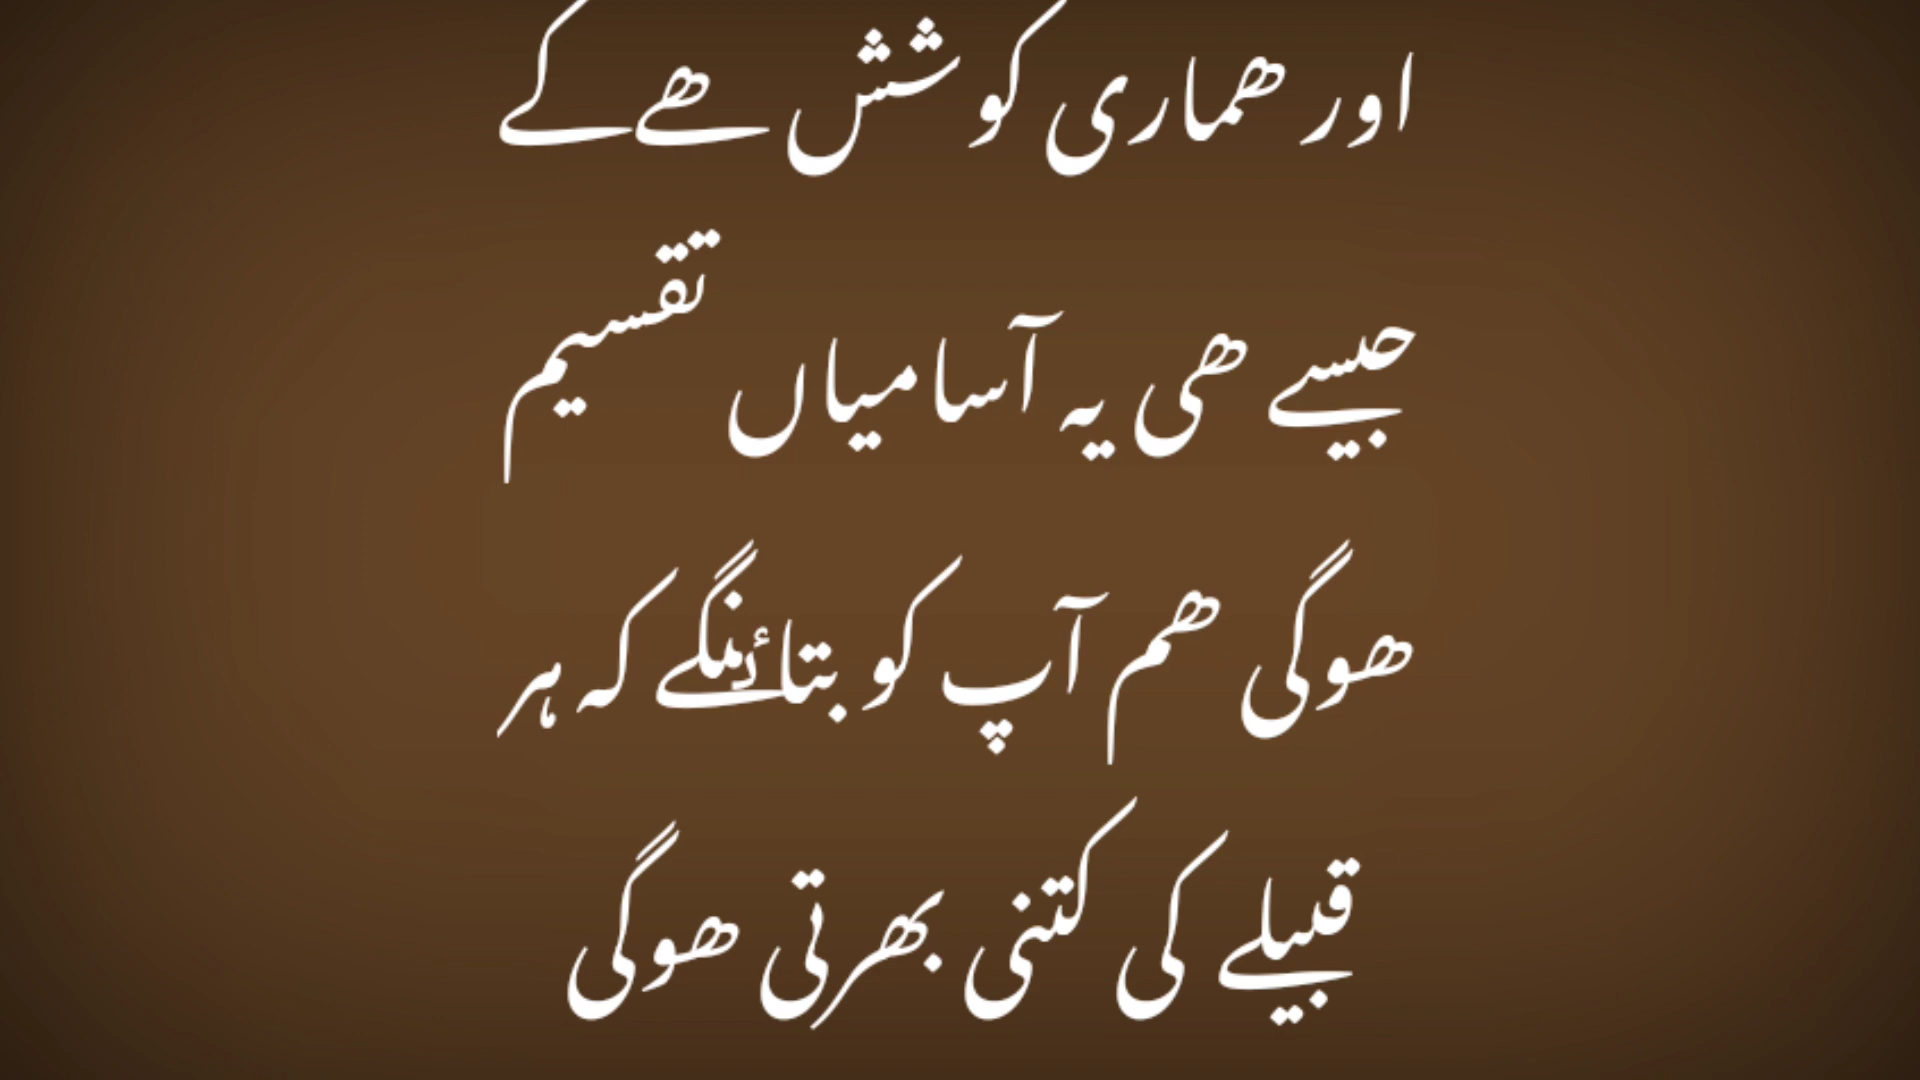 اور ھماری کوشش ھے کے
جیسے ھی یہ آسامیاں تقسیم
ھوگی ھم آپ کو بتائینگے کہ ہر
قبیلے کی کتنی بھرتی ھوگی